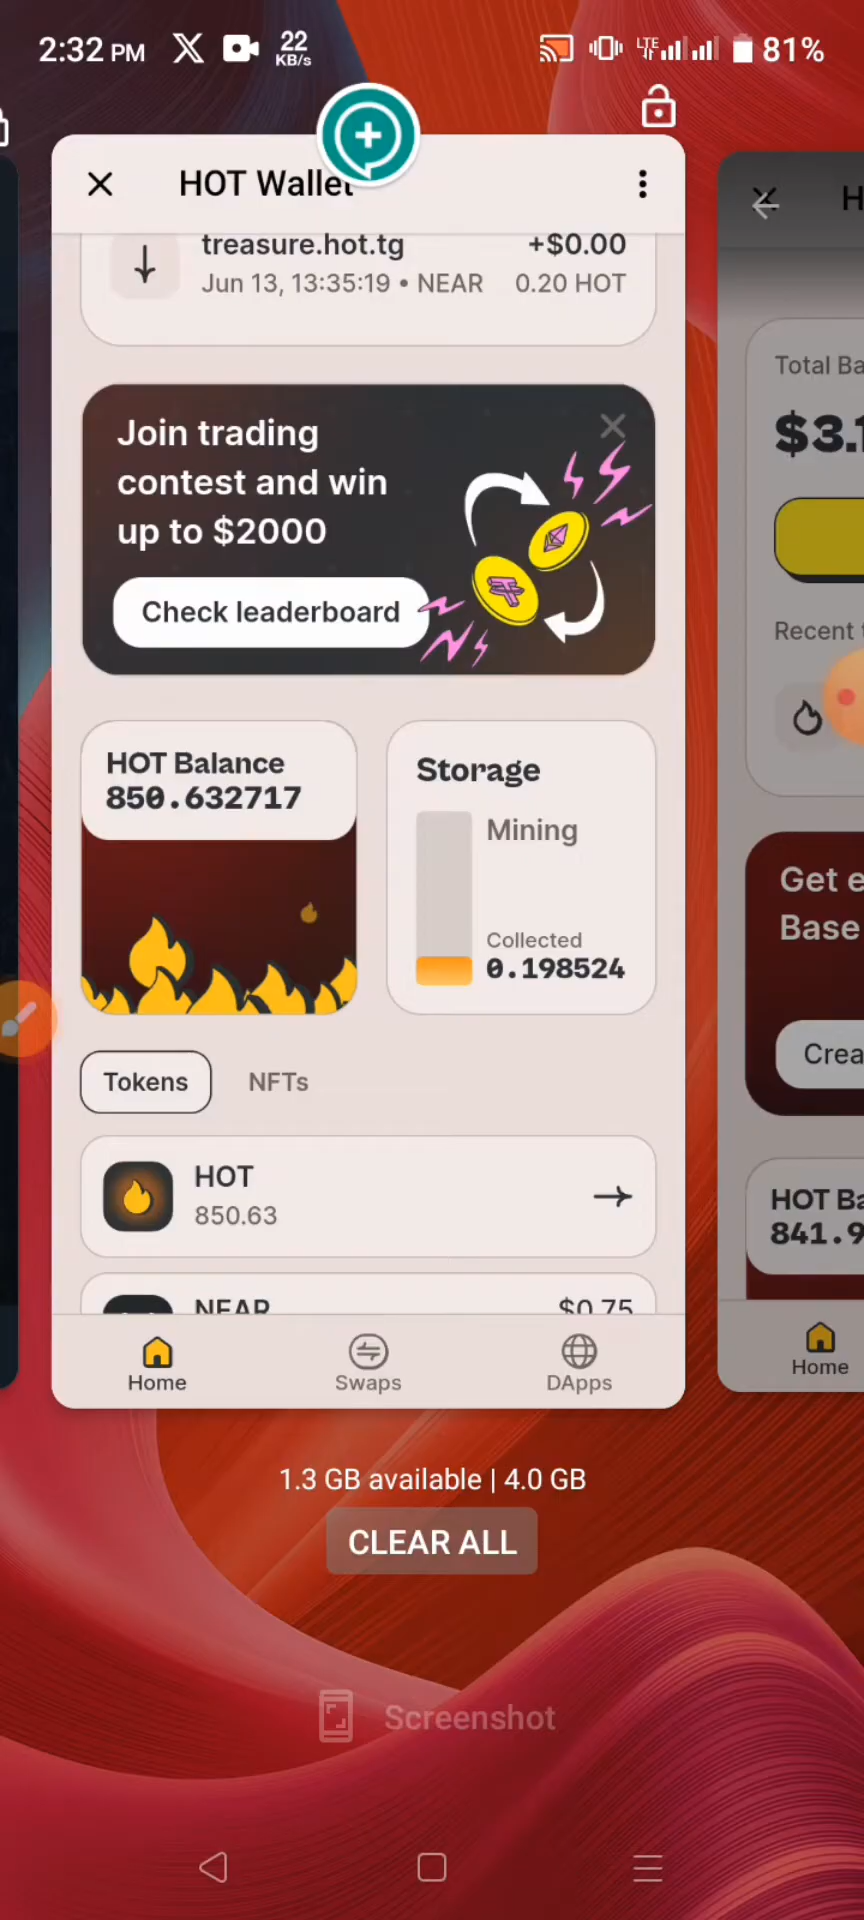 2:32 PM
22
KB/s
LTE
81%
HOT Wallet
treasure.hot.tg
+$0.00
Jun 13, 13:35:19 • NEAR
0.20 HOT
Join trading
contest and win
up to $2000
Check leaderboard
HOT Balance
850.632717
Storage
Mining
Collected
0.198524
Tokens
NFTs
HOT
850.63
NEAR
$0.75
Home
Swaps
DApps
H
Total Ba
$3.1
Recent t
Get e
Base
Crea
HOT Ba
841.9
Home
1.3 GB available | 4.0 GB
CLEAR ALL
Screenshot